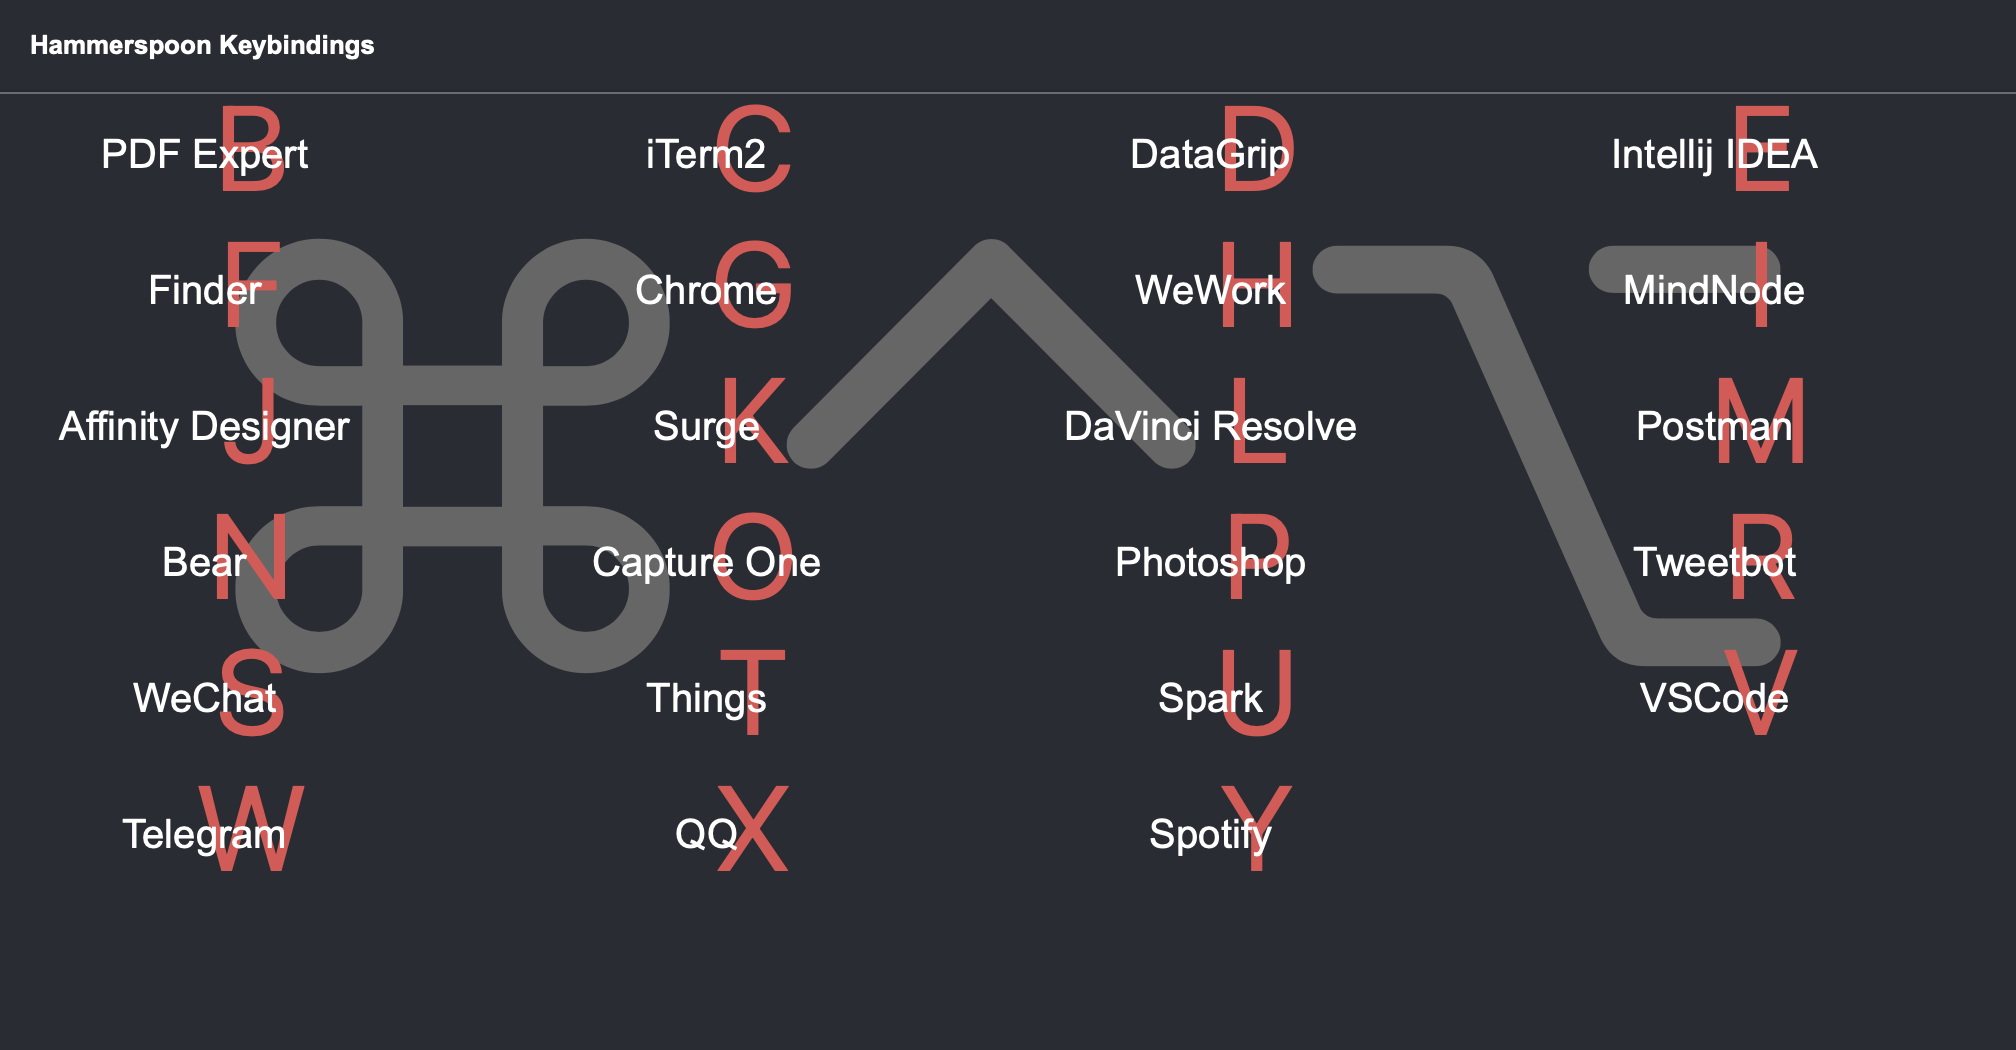 Hammerspoon Keybindings
B C D E
PDF Expert iTerm2 DataGrip Intellij IDEA
F G H I
Finder Chrome WeWork MindNode
J K L M
Affinity Designer Surge DaVinci Resolve Postman
N O P R
Bear Capture One Photoshop Tweetbot
S T U V
WeChat Things Spark VSCode
W X Y
Telegram QQ Spotify
⌘⌃⌥